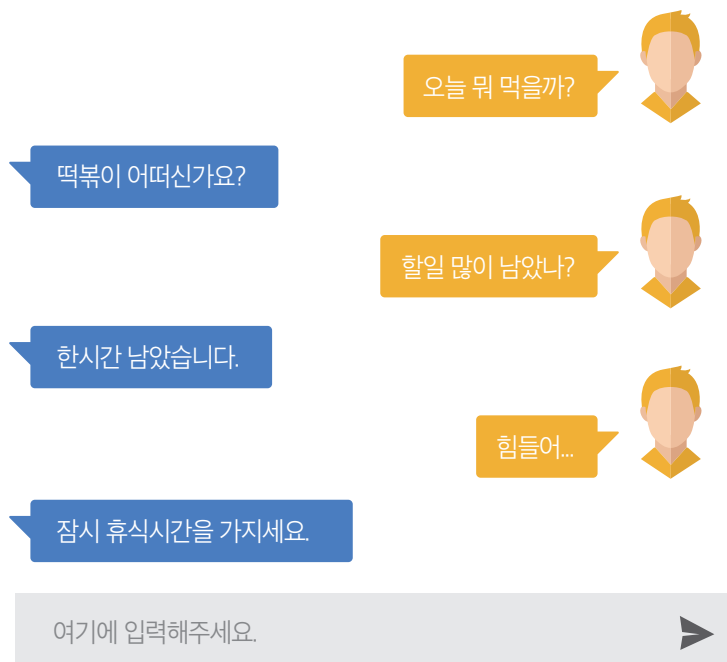 오늘 뭐 먹을까?
떡볶이 어떠신가요?
할일 많이 남았나?
한시간 남았습니다.
힘들어...
잠시 휴식시간을 가지세요.
여기에 입력해주세요.